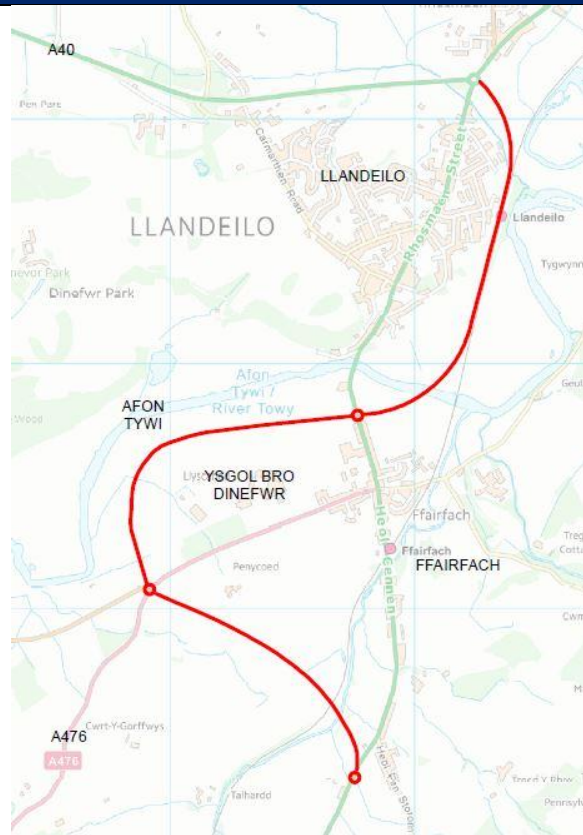 A40
Pen Parc
Carmarthen Road
LLANDEILO
Rhosmaen Street
LLANDEILO
Llandeilo
Tygwynn
Dinefwr Park
Afon
Tywi /
River Towy
AFON
TYWI
YSGOL BRO
DINEFWR
Heol Cennen
Ffairfach
Ffairfach
FFAIRFACH
Penycoed
Cwrt-Y-Gorffwys
A476
A476
Talhardd